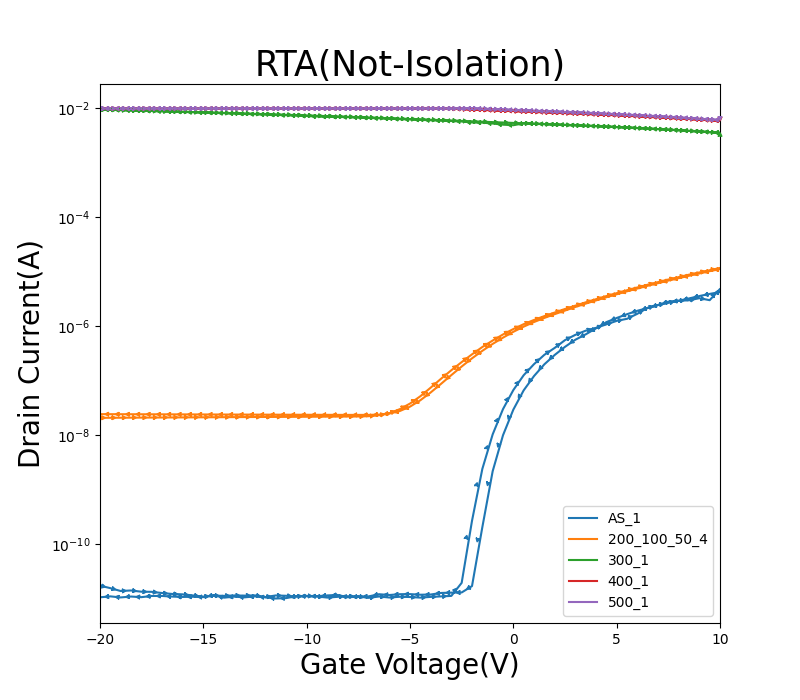 RTA(Not-Isolation)
Drain Current(A)
10⁻²
10⁻⁴
10⁻⁶
10⁻⁸
10⁻¹⁰
AS_1
200_100_50_4
300_1
400_1
500_1
−20 −15 −10 −5 0 5 10
Gate Voltage(V)